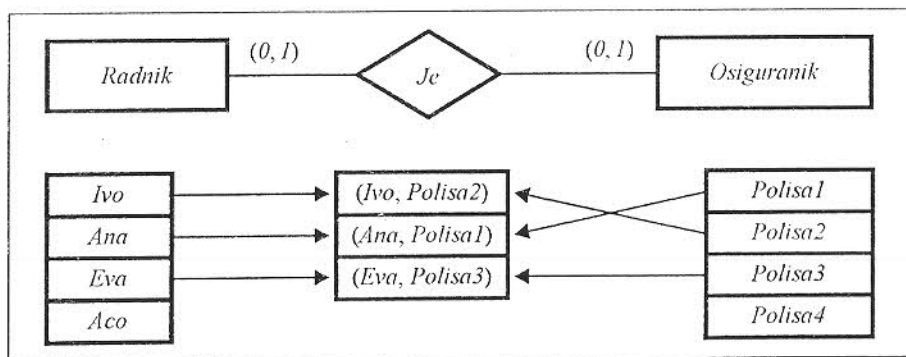 Radnik (0, 1) Je (0, 1) Osiguranik
Ivo (Ivo, Polisa2) Polisa1
Ana (Ana, Polisa1) Polisa2
Eva (Eva, Polisa3) Polisa3
Aco Polisa4